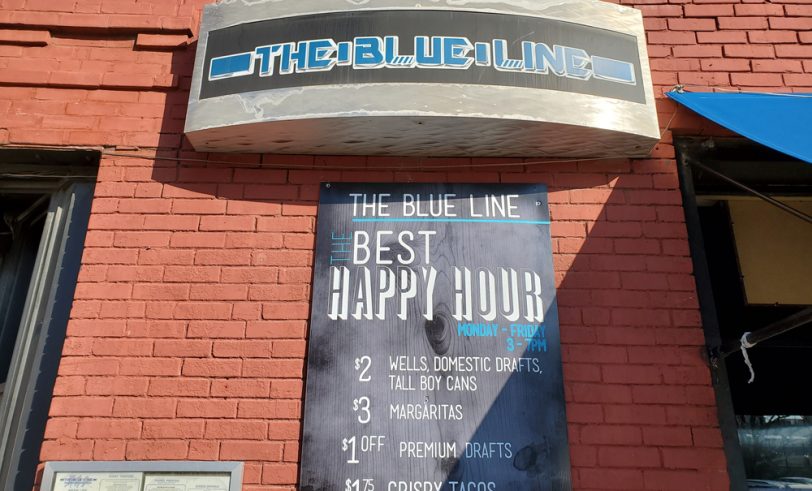 THE BLUE LINE
THE BLUE LINE
THE BEST
HAPPY HOUR
MONDAY - FRIDAY
3 - 7PM
$2 WELLS, DOMESTIC DRAFTS,
TALL BOY CANS
$3 MARGARITAS
$1 OFF PREMIUM DRAFTS
$1.75 CRISPY TACOS